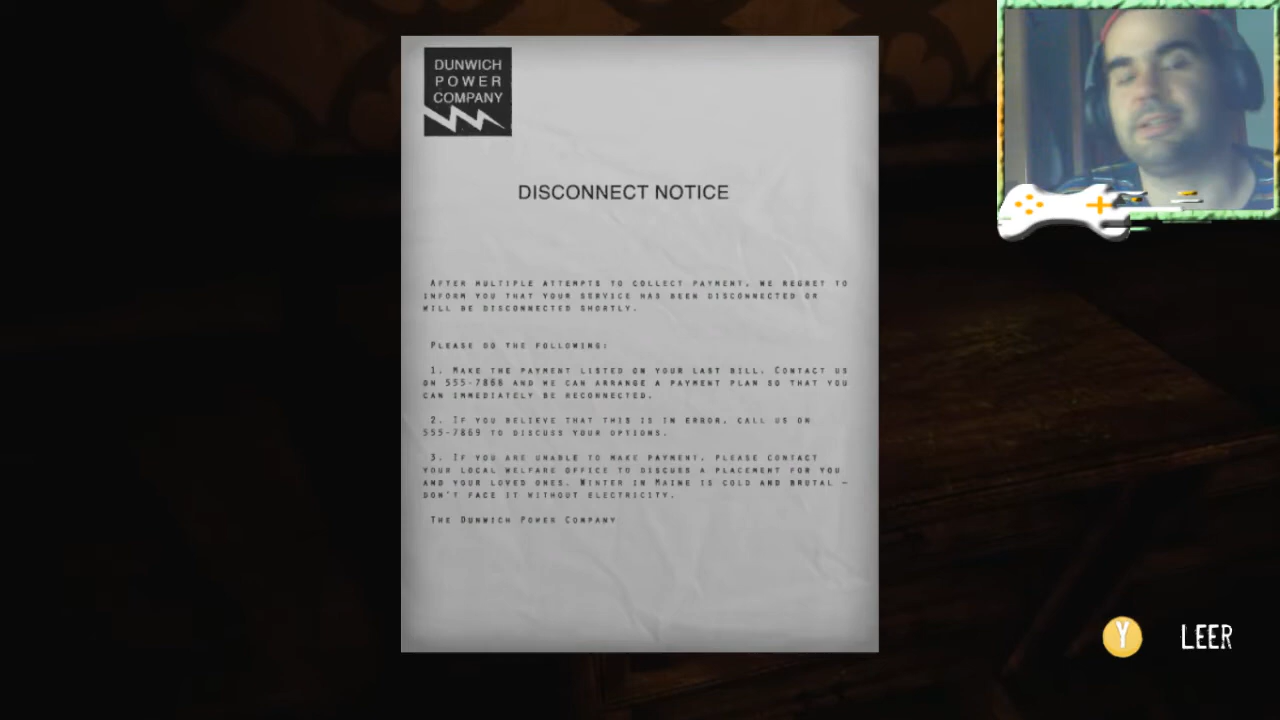 DUNWICH
POWER
COMPANY
DISCONNECT NOTICE
AFTER MULTIPLE ATTEMPTS TO COLLECT PAYMENT, WE REGRET TO
INFORM YOU THAT YOUR SERVICE HAS BEEN DISCONNECTED OR
WILL BE DISCONNECTED SHORTLY.
PLEASE DO THE FOLLOWING:
1. MAKE THE PAYMENT LISTED ON YOUR LAST BILL. CONTACT US
ON 555-7868 AND WE CAN ARRANGE A PAYMENT PLAN SO THAT YOU
CAN IMMEDIATELY BE RECONNECTED.
2. IF YOU BELIEVE THAT THIS IS IN ERROR, CALL US ON
555-7869 TO DISCUSS YOUR OPTIONS.
3. IF YOU ARE UNABLE TO MAKE PAYMENT, PLEASE CONTACT
YOUR LOCAL WELFARE OFFICE TO DISCUSS A PLACEMENT FOR YOU
AND YOUR LOVED ONES. WINTER IN MAINE IS COLD AND BRUTAL –
DON'T FACE IT WITHOUT ELECTRICITY.
THE DUNWICH POWER COMPANY
Y LEER